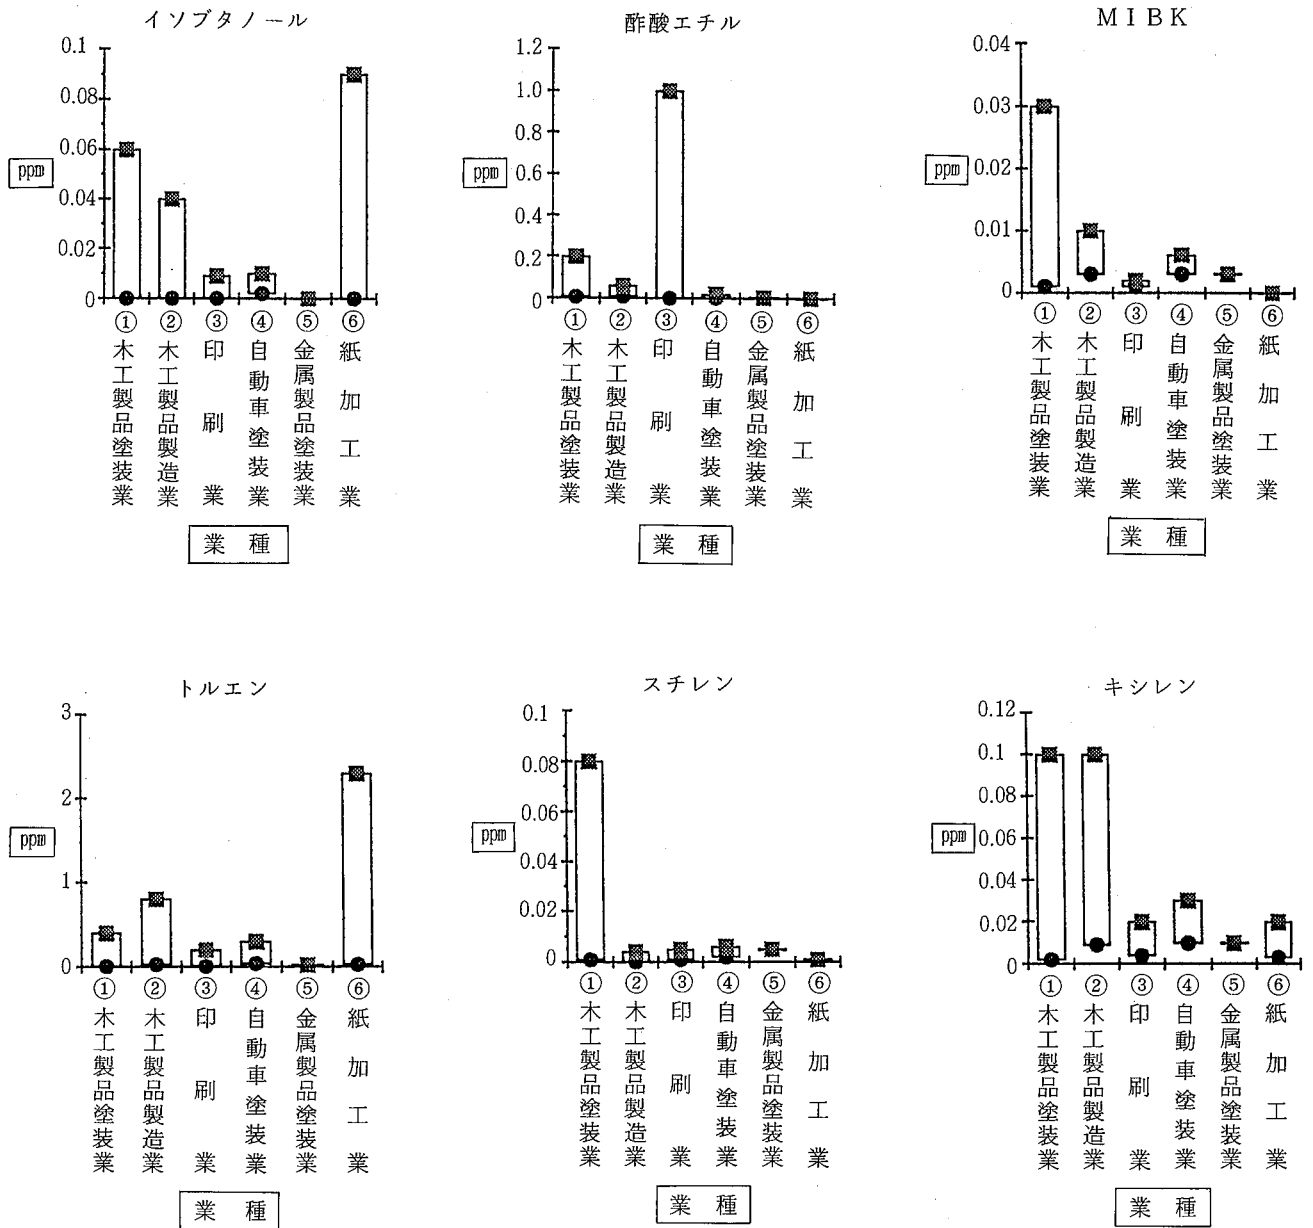 イソブタノール
0.1
0.08
0.06
0.04
0.02
0
ppm
① ② ③ ④ ⑤ ⑥
木工製品塗装業
木工製品製造業
印刷業
自動車塗装業
金属製品塗装業
紙加工業
業種
酢酸エチル
1.2
1.0
0.8
0.6
0.4
0.2
0
ppm
① ② ③ ④ ⑤ ⑥
木工製品塗装業
木工製品製造業
印刷業
自動車塗装業
金属製品塗装業
紙加工業
業種
MIBK
0.04
0.03
0.02
0.01
0
ppm
① ② ③ ④ ⑤ ⑥
木工製品塗装業
木工製品製造業
印刷業
自動車塗装業
金属製品塗装業
紙加工業
業種
トルエン
3
2
1
0
ppm
① ② ③ ④ ⑤ ⑥
木工製品塗装業
木工製品製造業
印刷業
自動車塗装業
金属製品塗装業
紙加工業
業種
スチレン
0.1
0.08
0.06
0.04
0.02
0
ppm
① ② ③ ④ ⑤ ⑥
木工製品塗装業
木工製品製造業
印刷業
自動車塗装業
金属製品塗装業
紙加工業
業種
キシレン
0.12
0.1
0.08
0.06
0.04
0.02
0
ppm
① ② ③ ④ ⑤ ⑥
木工製品塗装業
木工製品製造業
印刷業
自動車塗装業
金属製品塗装業
紙加工業
業種